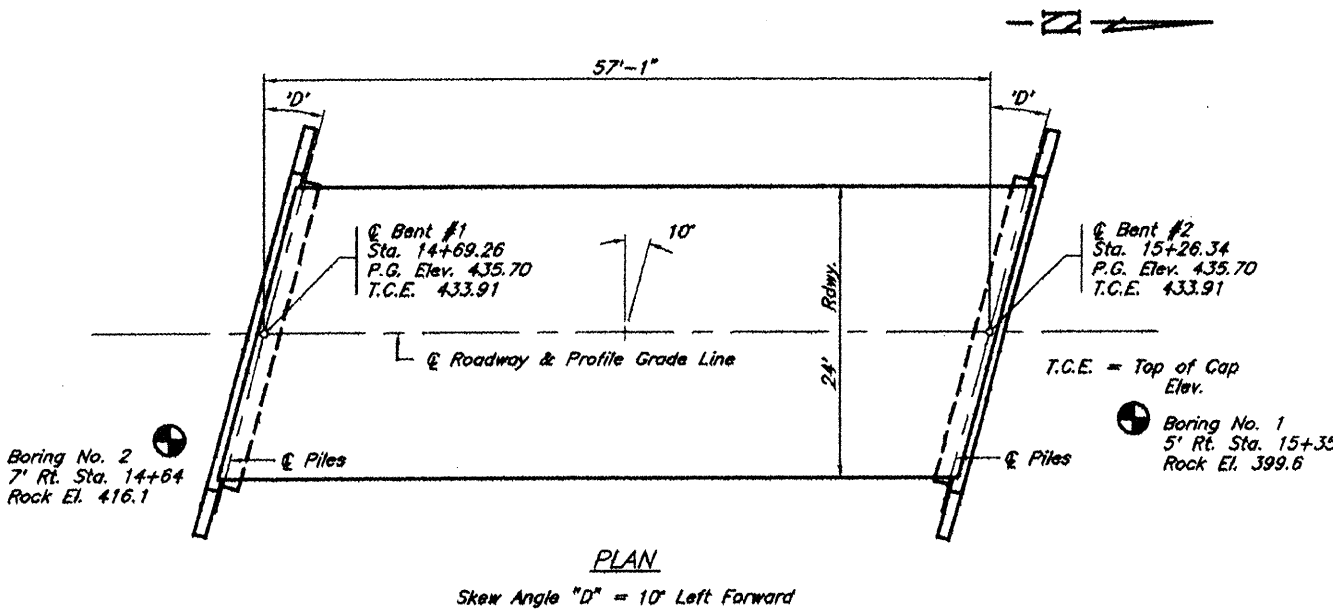 57'-1"
'D'
'D'
℄ Bent #1
Sta. 14+69.26
P.G. Elev. 435.70
T.C.E. 433.91
10°
℄ Bent #2
Sta. 15+26.34
P.G. Elev. 435.70
T.C.E. 433.91
Rdwy.
24'
℄ Roadway & Profile Grade Line
T.C.E. = Top of Cap
Elev.
Boring No. 2
7' Rt. Sta. 14+64
Rock El. 416.1
℄ Piles
℄ Piles
Boring No. 1
5' Rt. Sta. 15+35
Rock El. 399.6
PLAN
Skew Angle "D" = 10° Left Forward